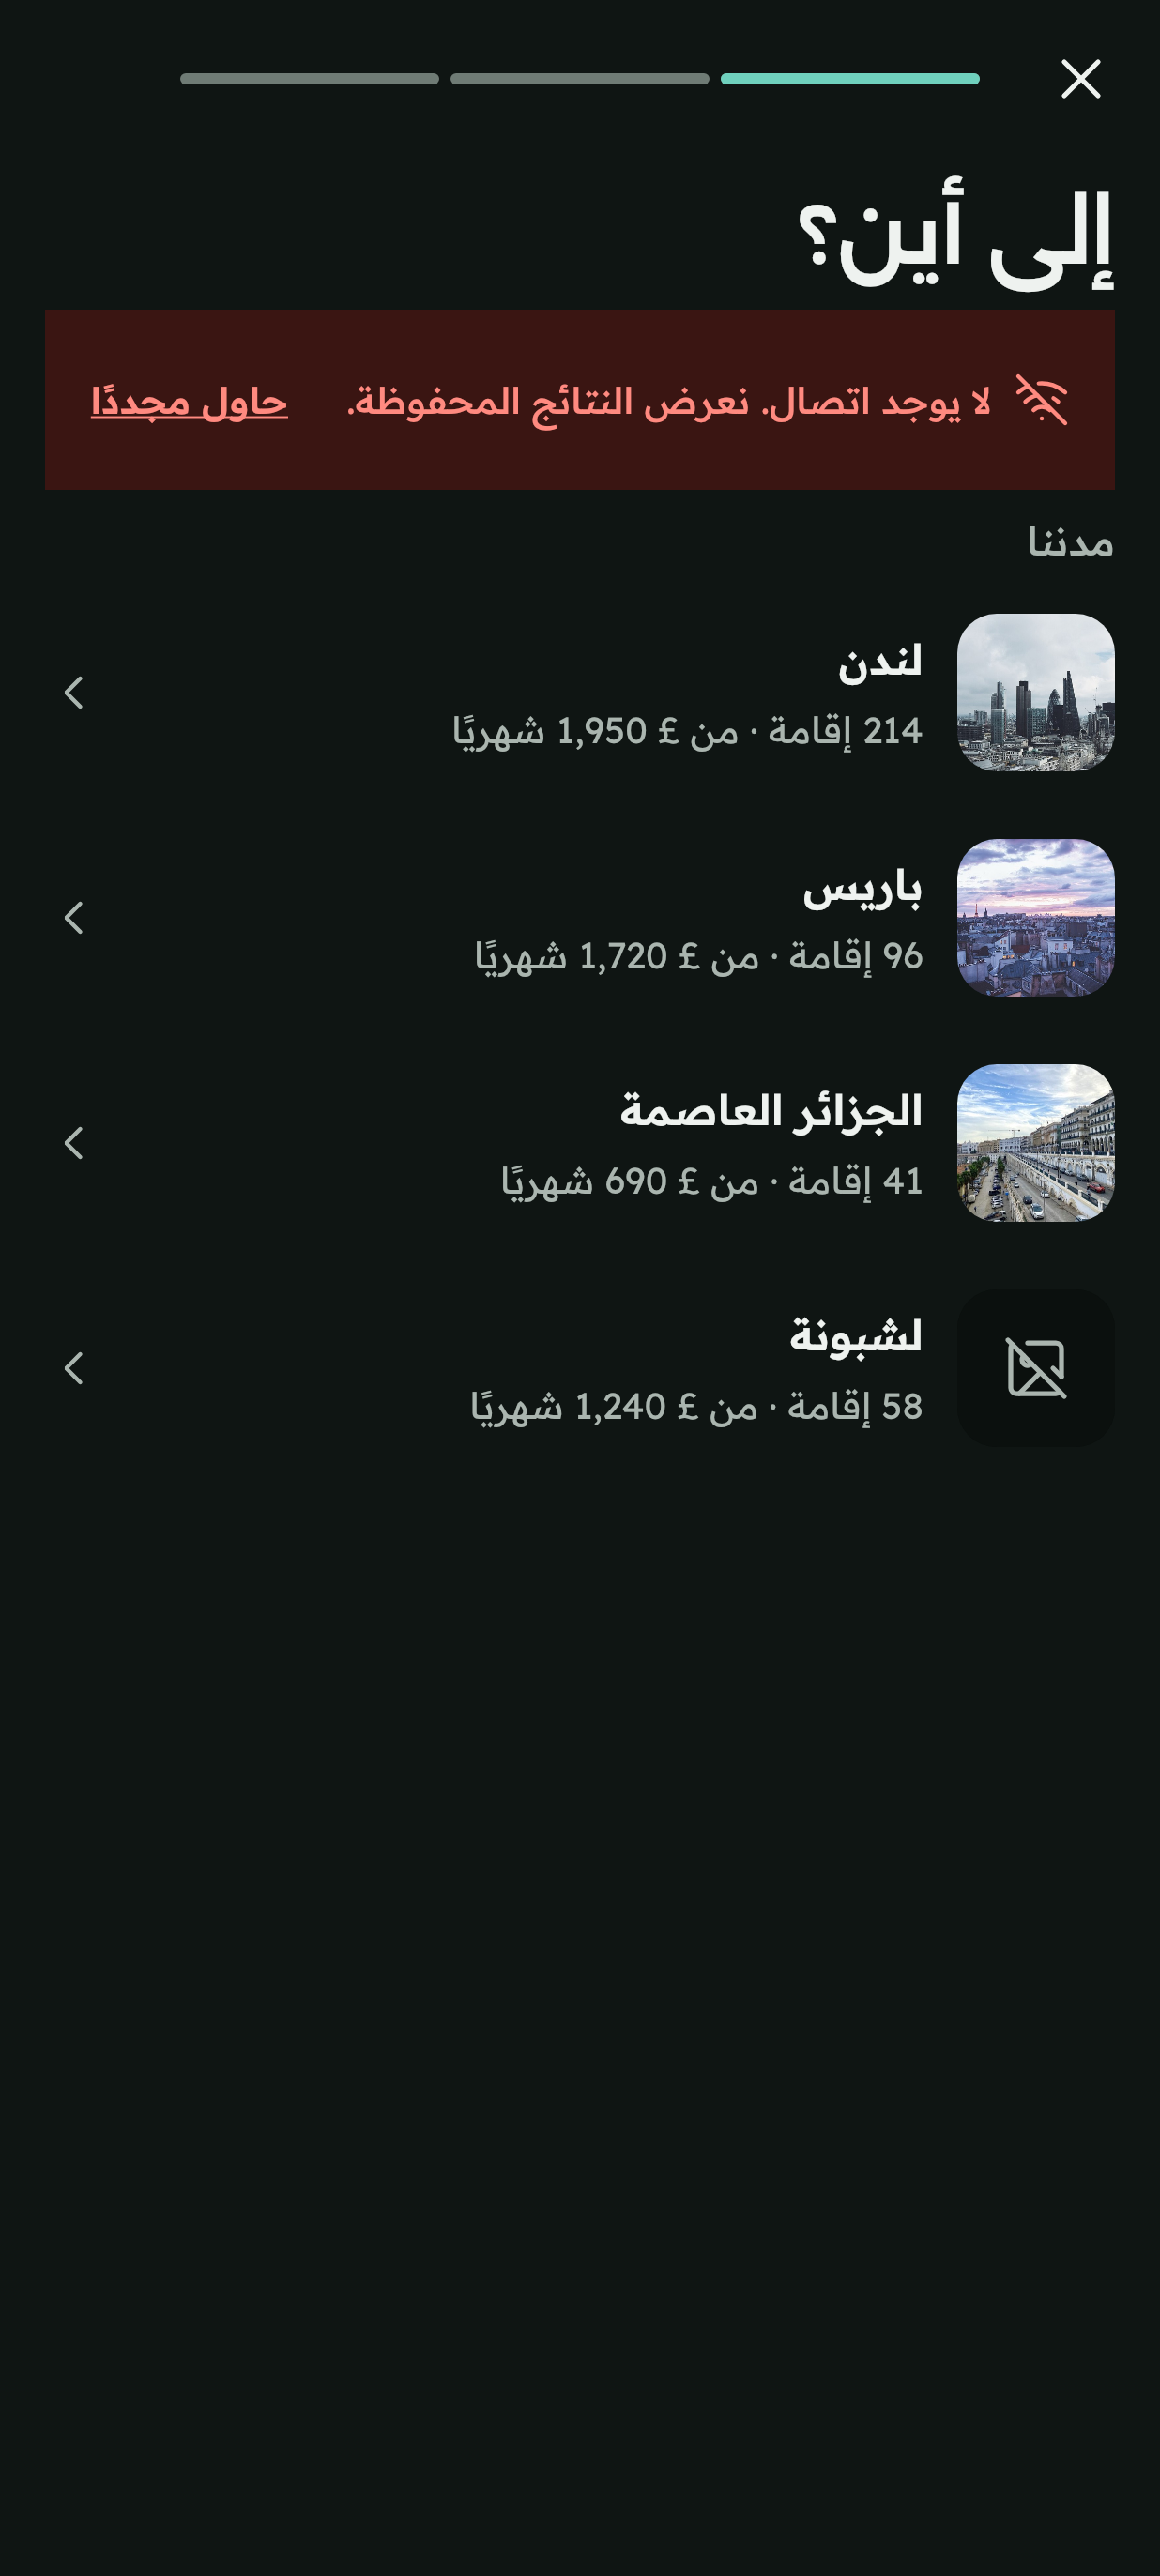 إلى أين؟
لا يوجد اتصال. نعرض النتائج المحفوظة. حاول مجددًا
مدننا
لندن
214 إقامة · من £ 1,950 شهريًا
باريس
96 إقامة · من £ 1,720 شهريًا
الجزائر العاصمة
41 إقامة · من £ 690 شهريًا
لشبونة
58 إقامة · من £ 1,240 شهريًا